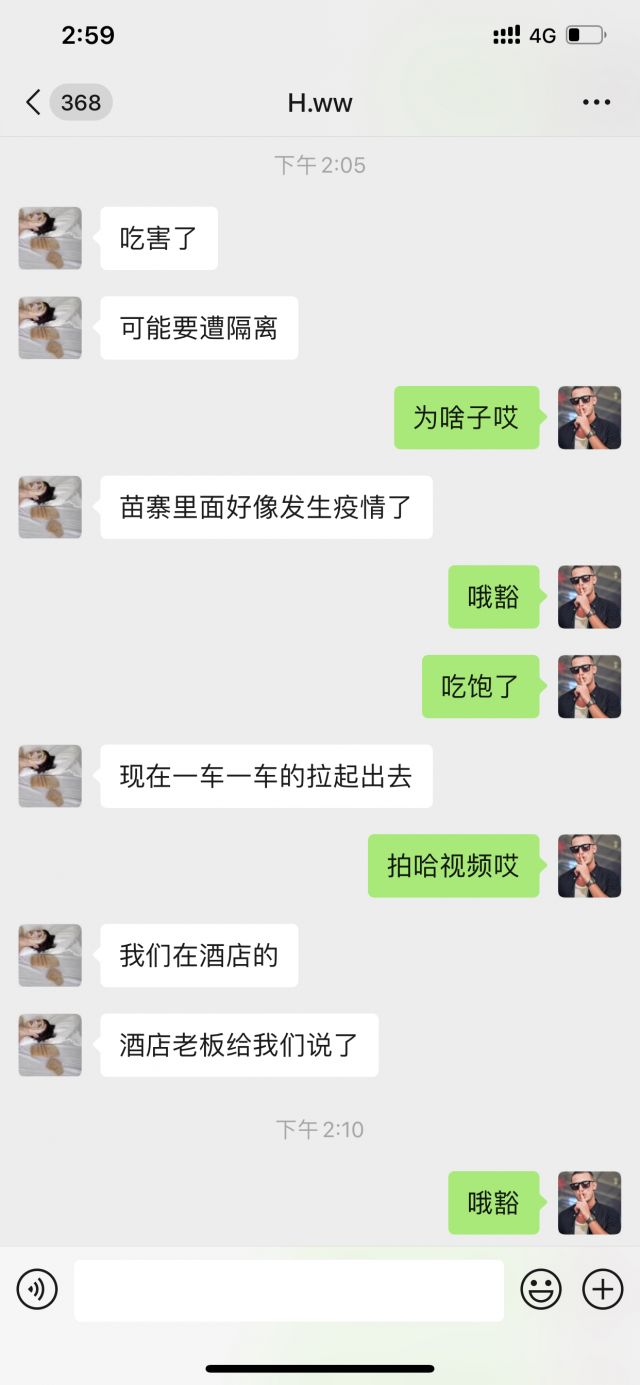 2:59
4G
368
H.ww
下午2:05
吃害了
可能要遭隔离
为啥子哎
苗寨里面好像发生疫情了
哦豁
吃饱了
现在一车一车的拉起出去
拍哈视频哎
我们在酒店的
酒店老板给我们说了
下午2:10
哦豁